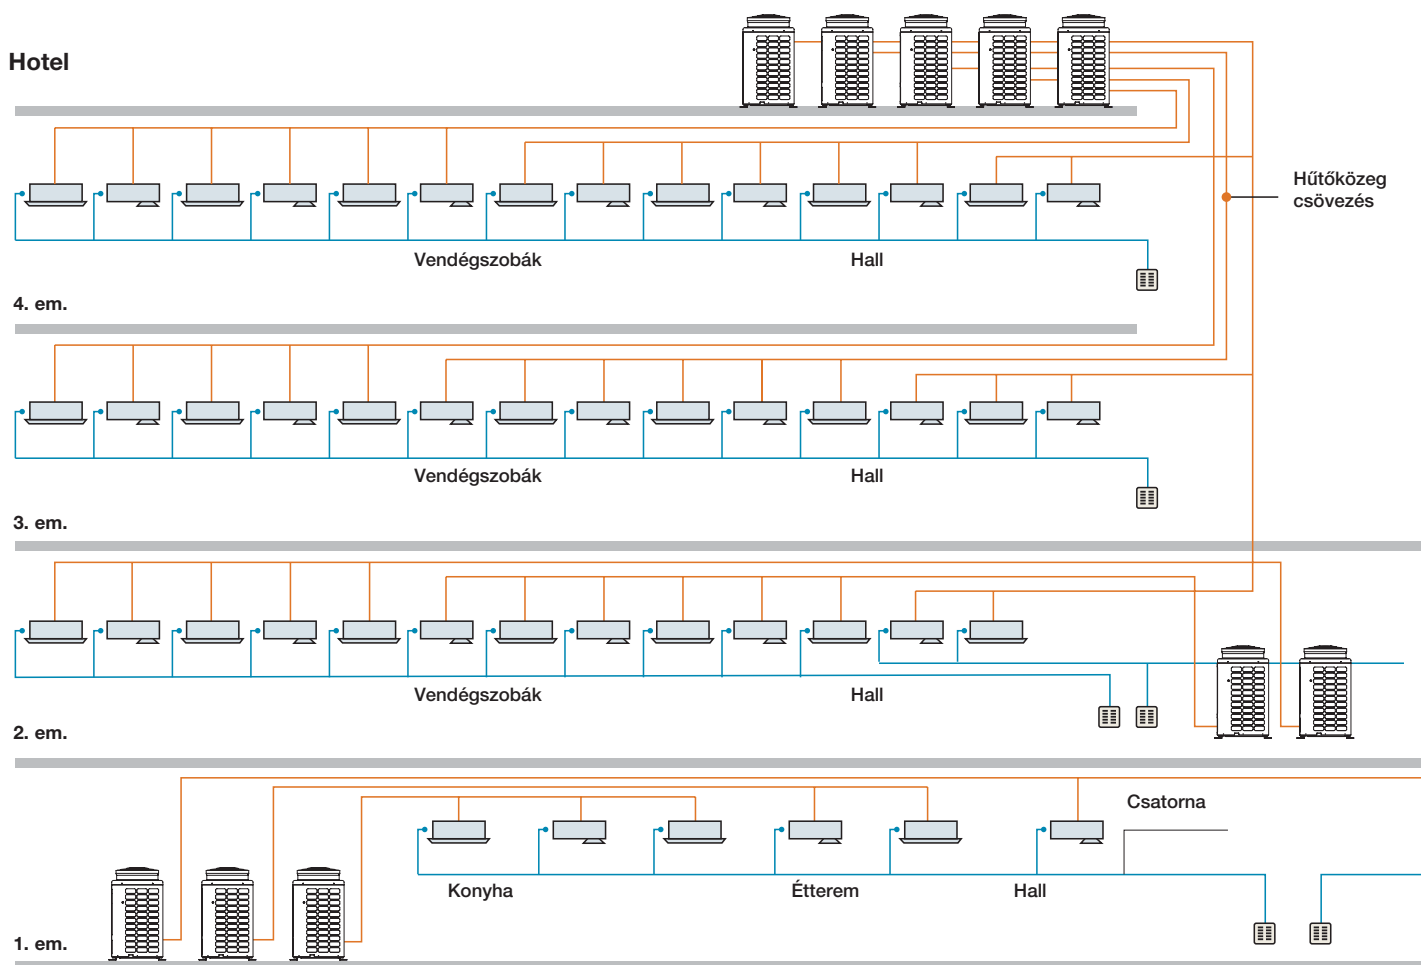 Hotel
Hűtőközeg
csövezés
Vendégszobák
Hall
4. em.
Vendégszobák
Hall
3. em.
Vendégszobák
Hall
2. em.
Csatorna
Konyha
Étterem
Hall
1. em.